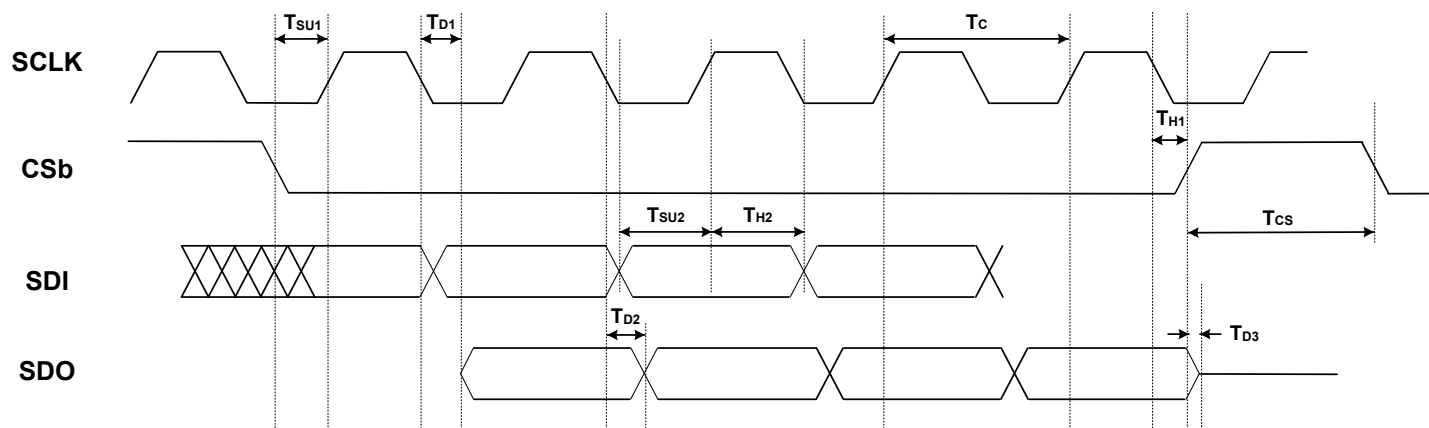 TSU1 TD1 TC
SCLK
TH1
CSb
TSU2 TH2 TCS
SDI
TD2 TD3
SDO